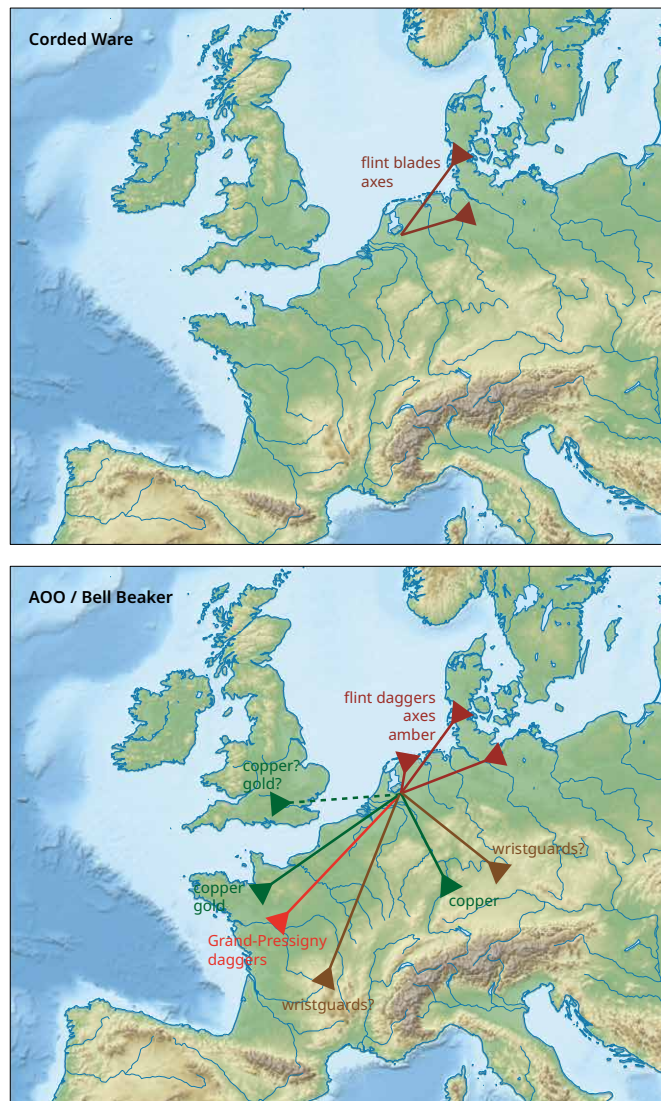 Corded Ware
flint blades
axes
AOO / Bell Beaker
flint daggers
axes
amber
copper?
gold?
wristguards?
copper
gold
copper
Grand-Pressigny
daggers
wristguards?